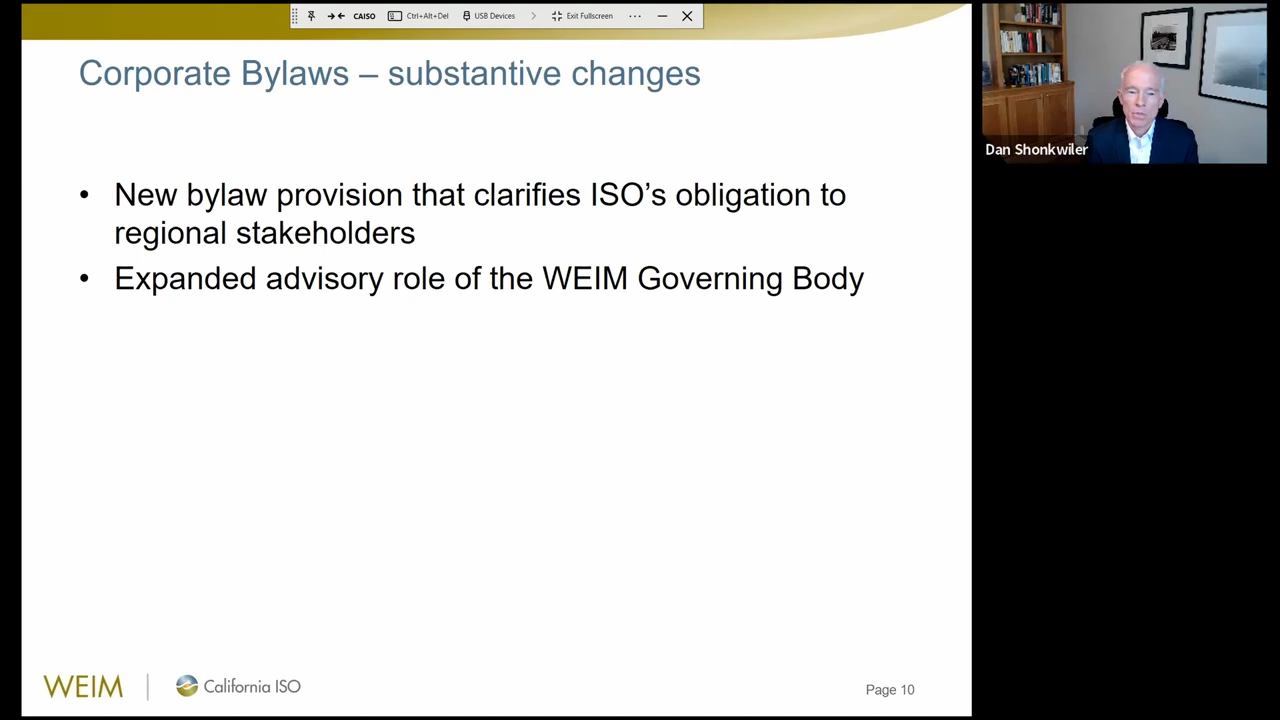 CAISO Ctrl+Alt+Del USB Devices Exit Fullscreen
Corporate Bylaws – substantive changes
• New bylaw provision that clarifies ISO’s obligation to
regional stakeholders
• Expanded advisory role of the WEIM Governing Body
Dan Shonkwiler
WEIM California ISO
Page 10